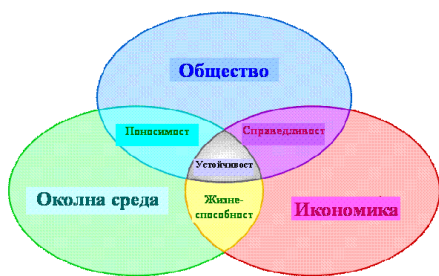 Общество
Поносимост
Справедливост
Устойчивост
Околна среда
Жизне-
способност
Икономика